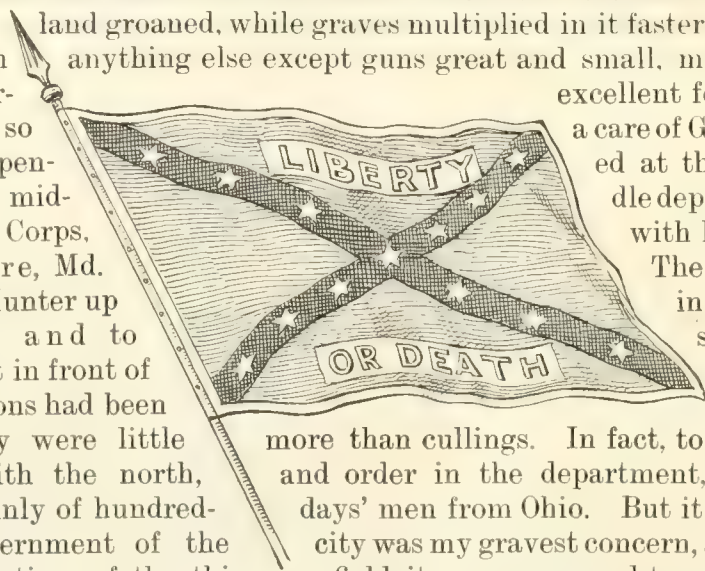 land groaned, while graves multiplied in it faster
anything else except guns great and small, m
r- excellent
so a care of G
pen- LIBERTY ed at th
mid- dle dep
Corps, with
re, Md. The
unter up in
and to s
in front of OR DEATH
ons had been
y were little more than cullings. In fact, to
ith the north, and order in the department,
nly of hundred- days' men from Ohio. But it
ernment of the city was my gravest concern,